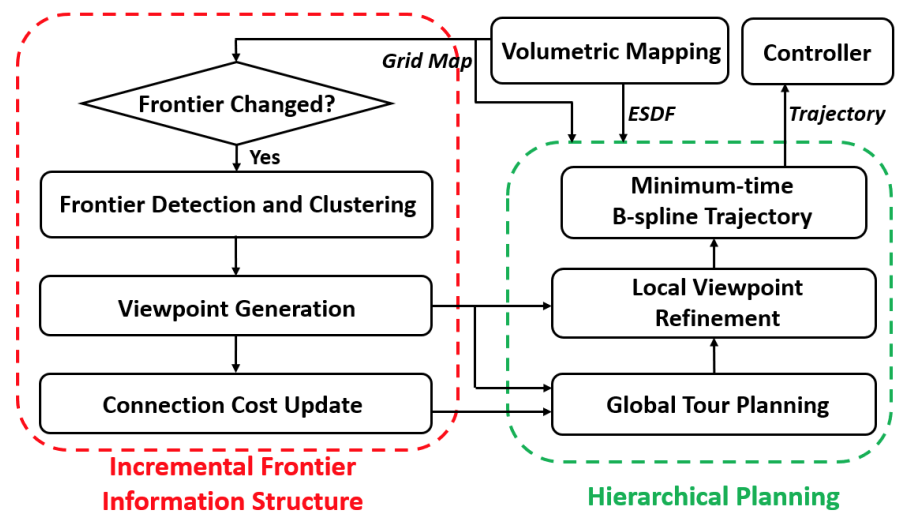 Volumetric Mapping
Controller
Grid Map
Frontier Changed?
ESDF
Trajectory
Yes
Frontier Detection and Clustering
Minimum-time
B-spline Trajectory
Viewpoint Generation
Local Viewpoint
Refinement
Connection Cost Update
Global Tour Planning
Incremental Frontier
Information Structure
Hierarchical Planning